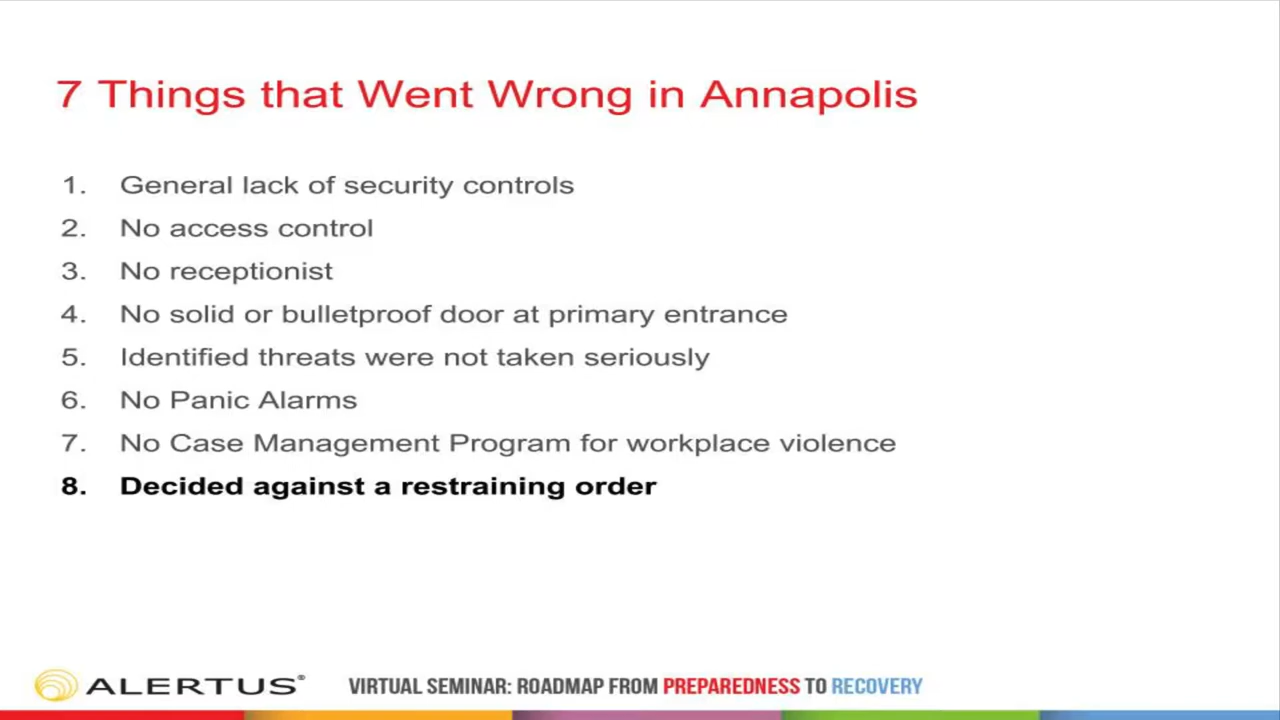 7 Things that Went Wrong in Annapolis
1. General lack of security controls
2. No access control
3. No receptionist
4. No solid or bulletproof door at primary entrance
5. Identified threats were not taken seriously
6. No Panic Alarms
7. No Case Management Program for workplace violence
8. Decided against a restraining order
ALERTUS® VIRTUAL SEMINAR: ROADMAP FROM PREPAREDNESS TO RECOVERY